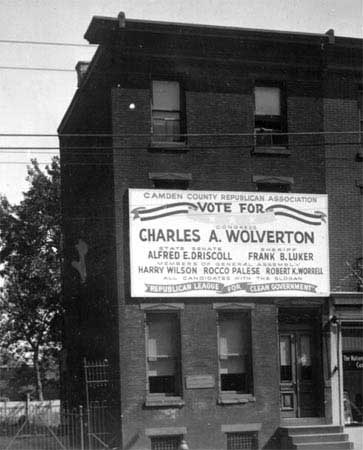 CAMDEN COUNTY REPUBLICAN ASSOCIATION
VOTE FOR
CONGRESS
CHARLES A. WOLVERTON
STATE SENATE
ALFRED E. DRISCOLL
SHERIFF
FRANK B. LUKER
MEMBERS OF GENERAL ASSEMBLY
HARRY WILSON ROCCO PALESE ROBERT K. WORRELL
ALL CANDIDATES WITH THE SLOGAN
REPUBLICAN LEAGUE FOR CLEAN GOVERNMENT
The